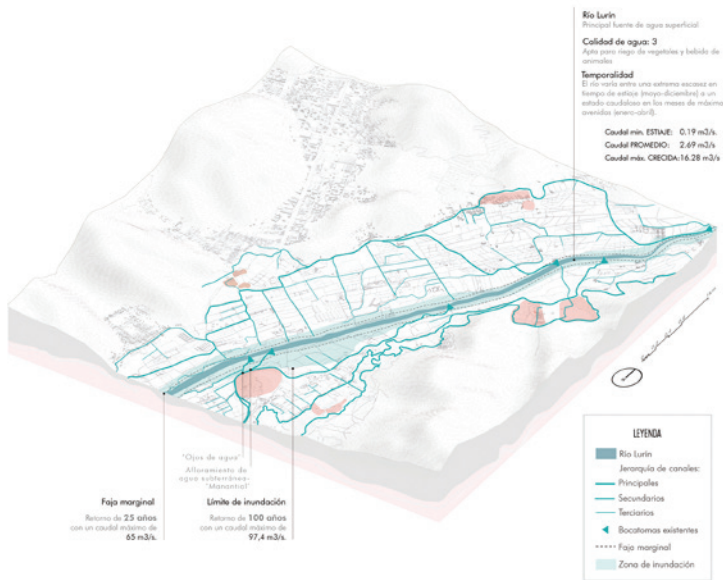 Río Lurín
Principal fuente de agua superficial
Calidad de agua: 3
Apta para riego de vegetales y bebida de
animales
Temporalidad
El río varía entre una extrema escasez en
tiempo de estiaje (mayo-diciembre) a un
estado caudaloso en los meses de máxima
avenidas (enero-abril).
Caudal mín. ESTIAJE: 0.19 m3/s.
Caudal PROMEDIO: 2.69 m3/s
Caudal máx. CRECIDA: 16.28 m3/s
"Ojos de agua"
Afloramiento de
agua subterránea-
"Manantial"
Faja marginal
Retorno de 25 años
con un caudal máximo de
65 m3/s.
Límite de inundación
Retorno de 100 años
con un caudal máximo de
97,4 m3/s.
LEYENDA
Río Lurín
Jerarquía de canales:
Principales
Secundarios
Terciarios
Bocatomas existentes
Faja marginal
Zona de inundación